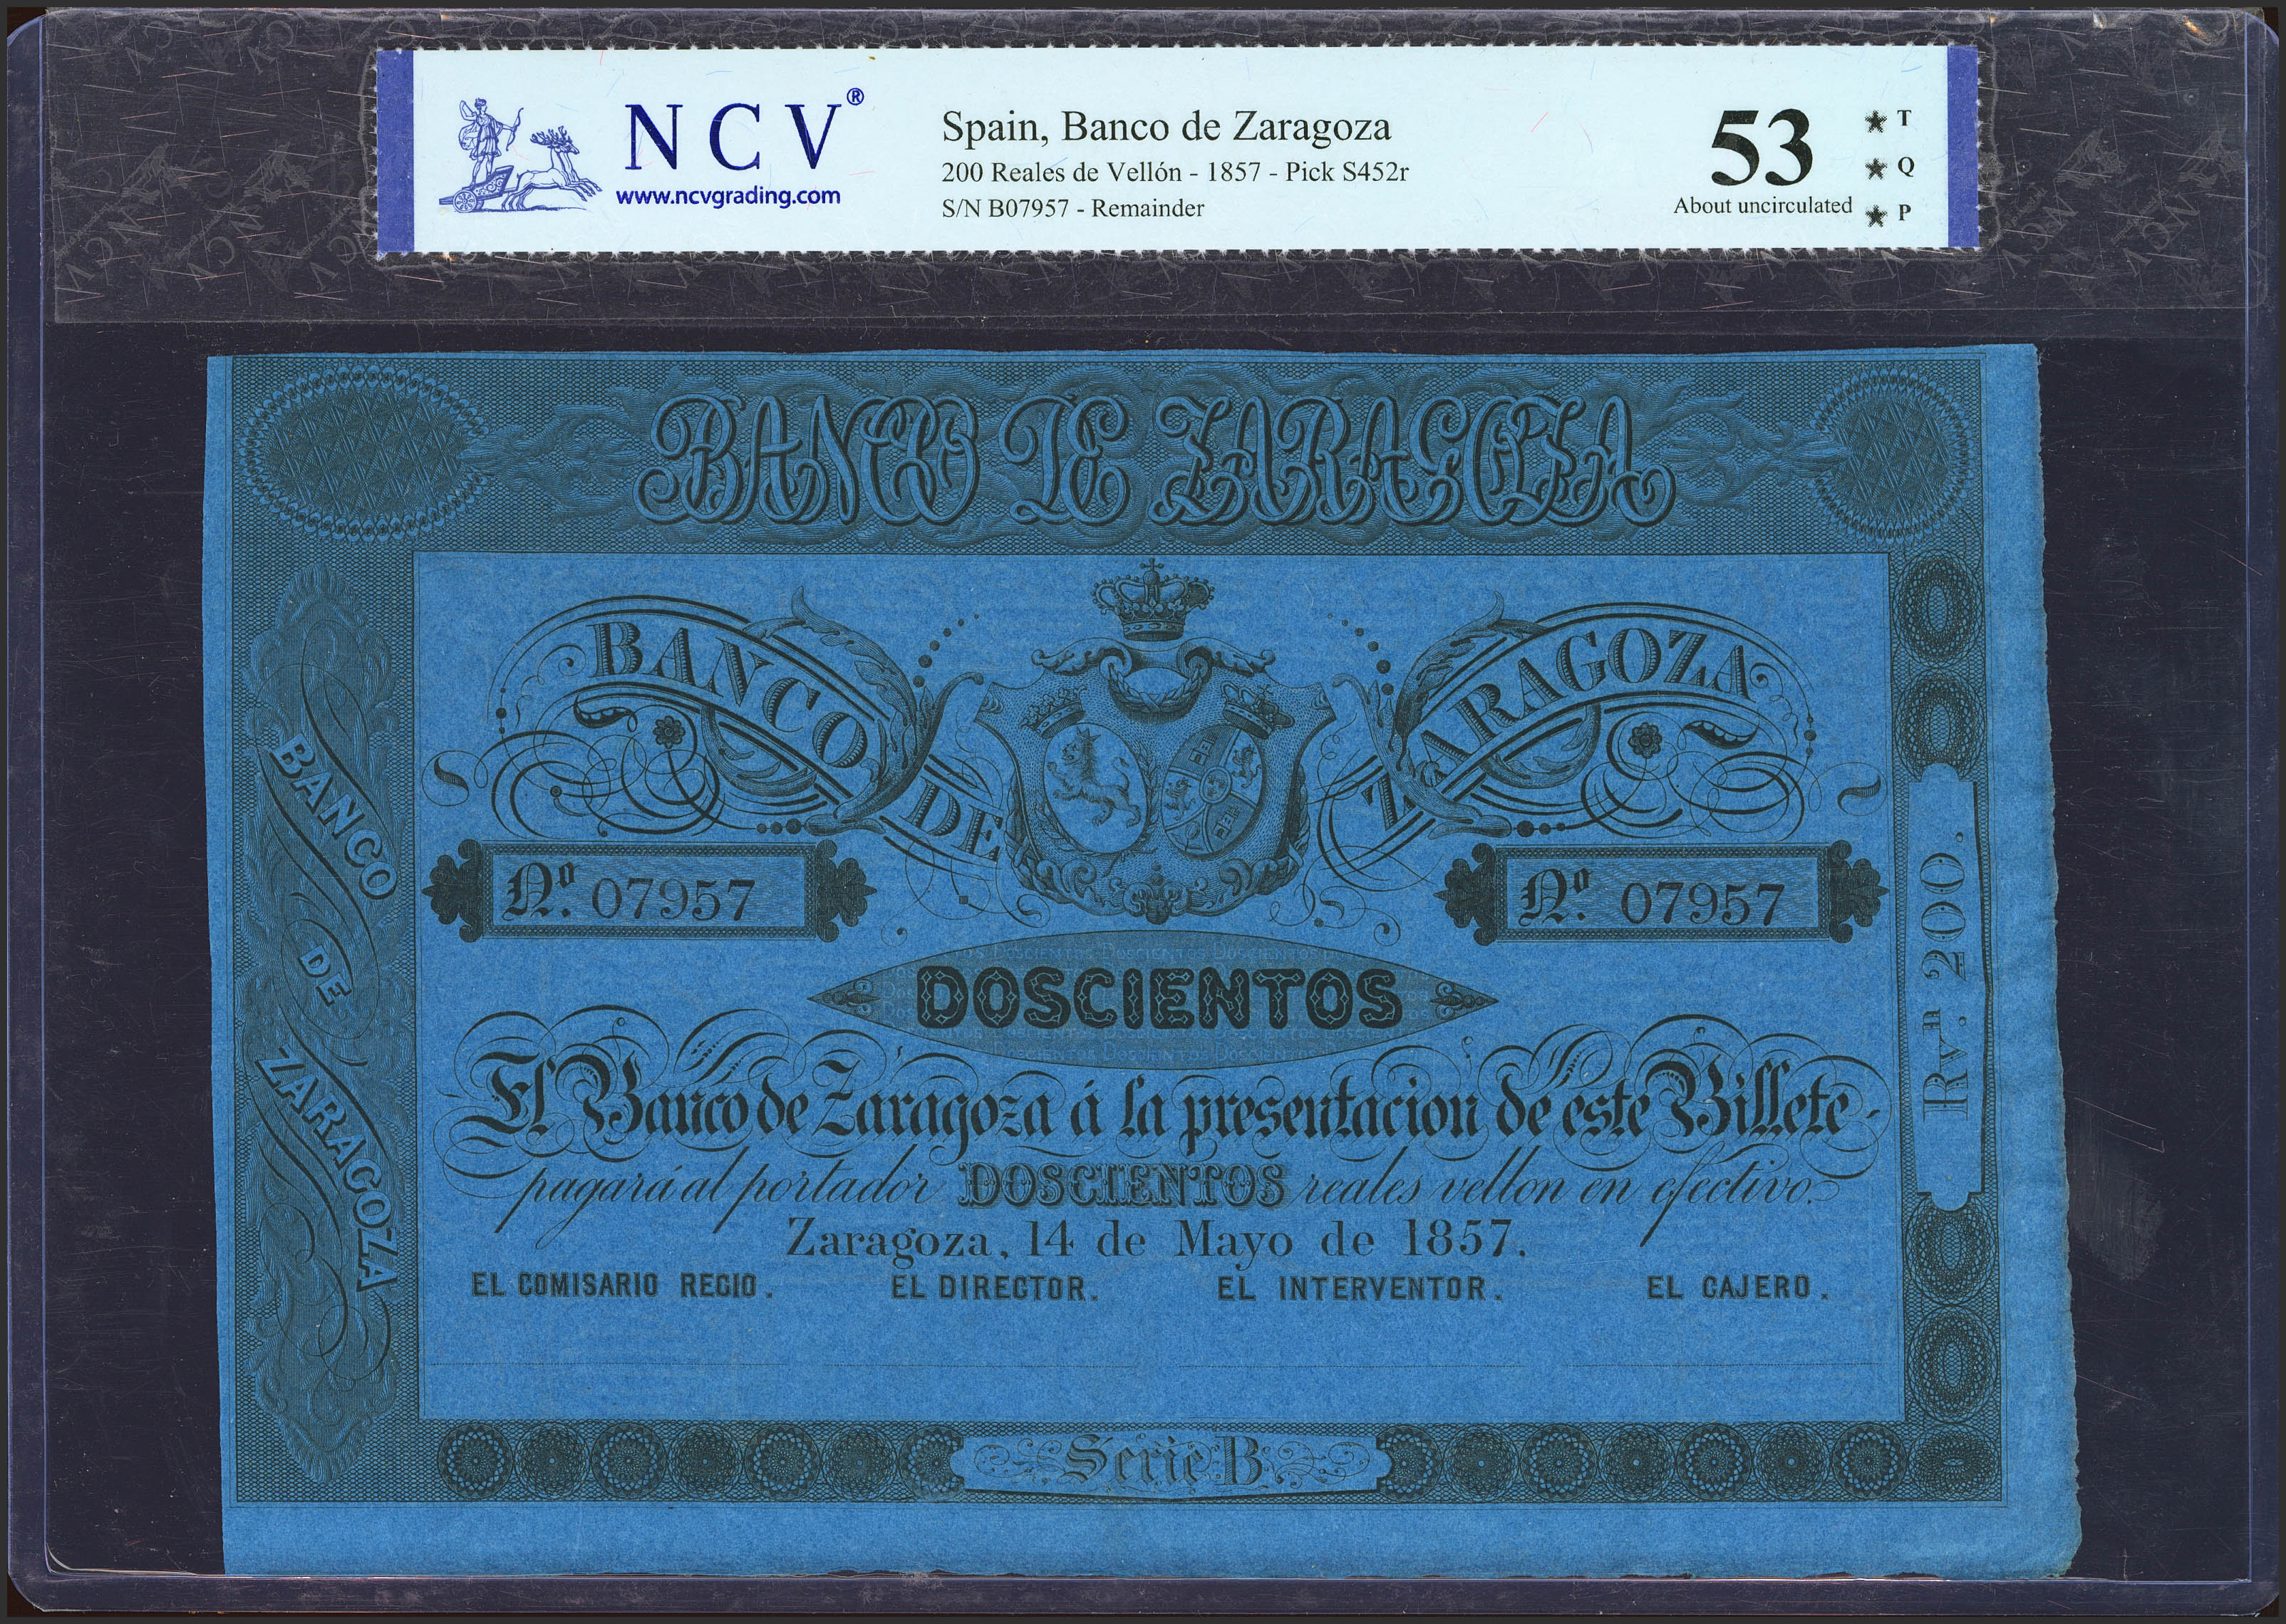 NCV®
www.ncvgrading.com
Spain, Banco de Zaragoza
200 Reales de Vellón - 1857 - Pick S452r
S/N B07957 - Remainder
53
About uncirculated
★ T
★ Q
★ P
BANCO DE ZARAGOZA
BANCO DE ZARAGOZA
BANCO DE ZARAGOZA
Nº. 07957
Nº. 07957
DOSCIENTOS
Rvⁿ. 200.
El Banco de Zaragoza á la presentacion de este Billete
pagará al portador DOSCIENTOS reales vellon en efectivo.
Zaragoza, 14 de Mayo de 1857.
EL COMISARIO REGIO. EL DIRECTOR. EL INTERVENTOR. EL CAJERO.
Serie B